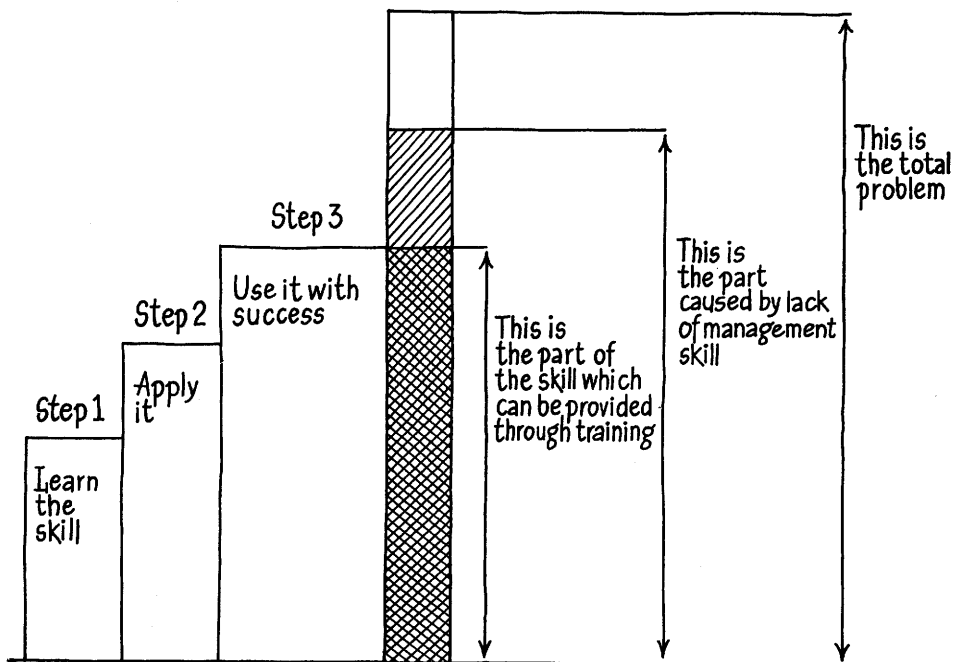 Step 1
Learn
the
skill
Step 2
Apply
it
Step 3
Use it with
success
This is
the part of
the skill which
can be provided
through training
This is
the part
caused by lack
of management
skill
This is
the total
problem